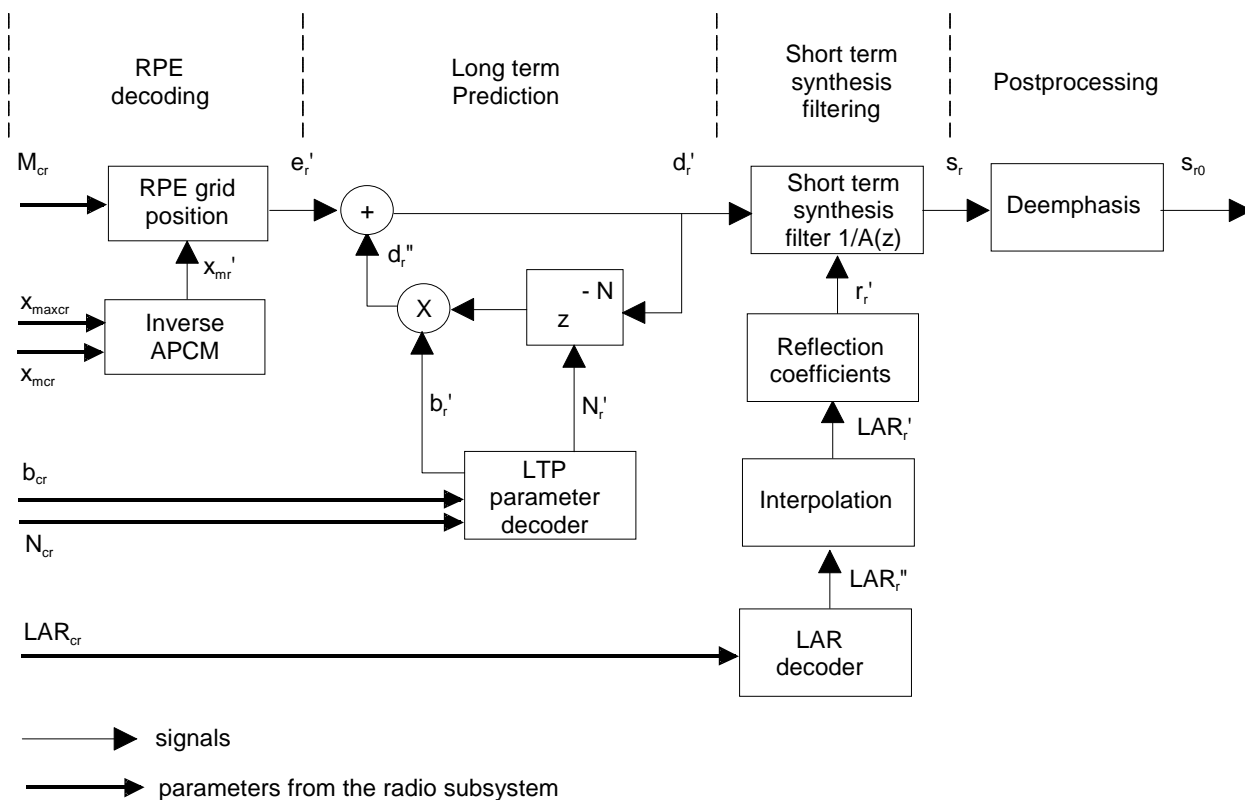 RPE
decoding
Long term
Prediction
Short term
synthesis
filtering
Postprocessing
M_cr
RPE grid
position
e_r'
+
d_r'
Short term
synthesis
filter 1/A(z)
s_r
Deemphasis
s_r0
x_mr'
d_r"
x_maxcr
x_mcr
Inverse
APCM
X
z - N
r_r'
Reflection
coefficients
b_r'
N_r'
LAR_r'
b_cr
N_cr
LTP
parameter
decoder
Interpolation
LAR_r"
LAR_cr
LAR
decoder
signals
parameters from the radio subsystem